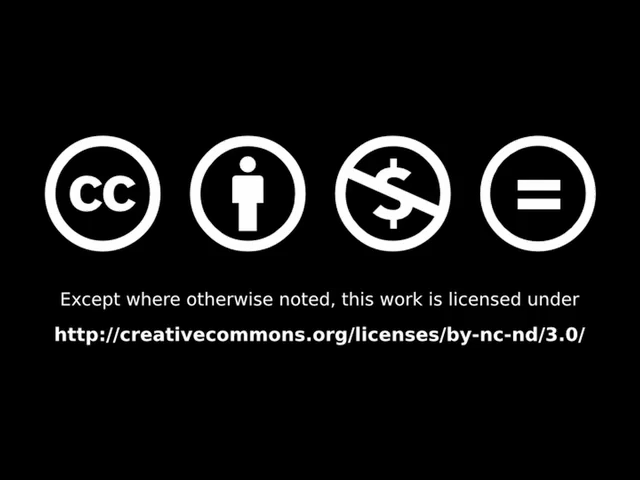 cc
$
=
Except where otherwise noted, this work is licensed under
http://creativecommons.org/licenses/by-nc-nd/3.0/